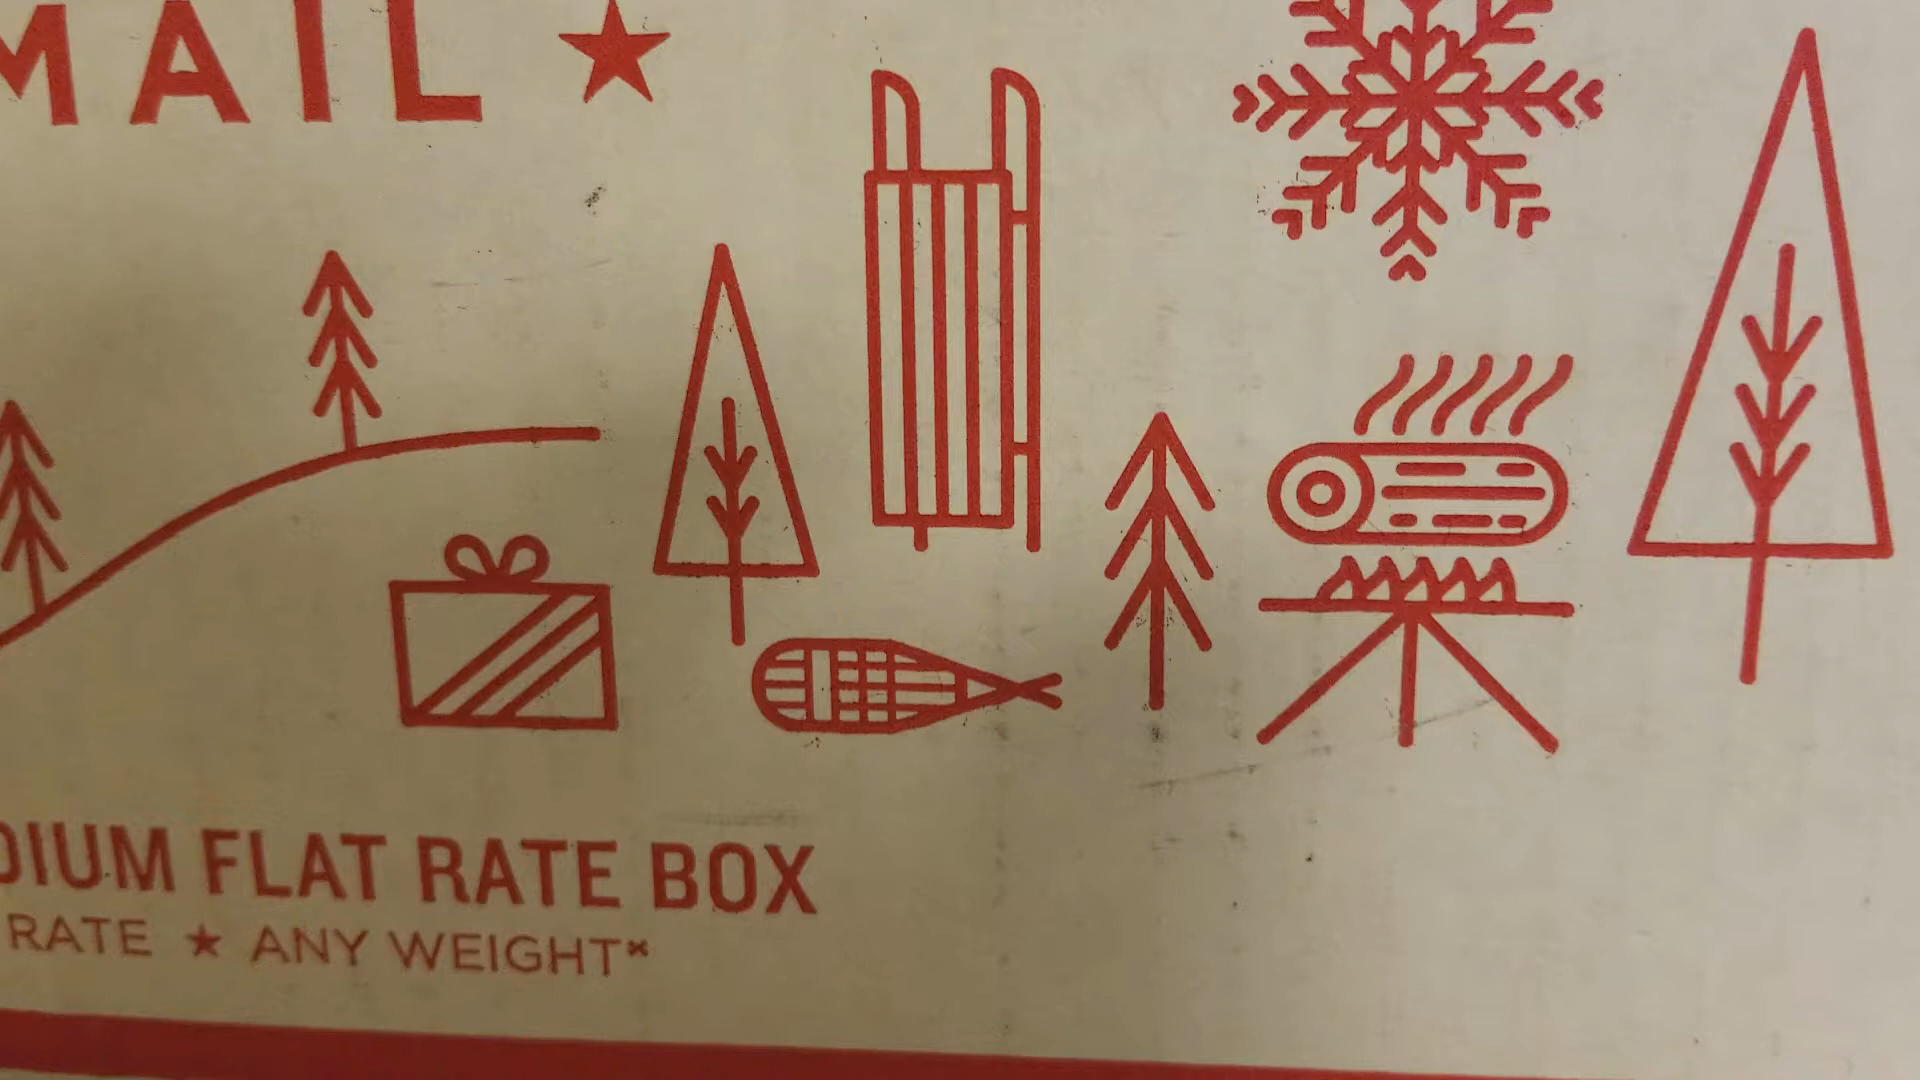 MAIL ★
DIUM FLAT RATE BOX
RATE ★ ANY WEIGHT*